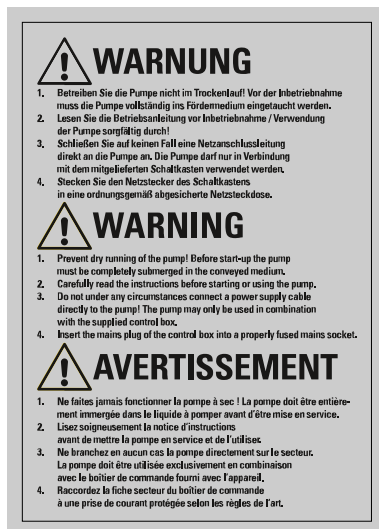 WARNUNG
1. Betreiben Sie die Pumpe nicht im Trockenlauf! Vor der Inbetriebnahme
muss die Pumpe vollständig ins Fördermedium eingetaucht werden.
2. Lesen Sie die Betriebsanleitung vor Inbetriebnahme / Verwendung
der Pumpe sorgfältig durch!
3. Schließen Sie auf keinen Fall eine Netzanschlussleitung
direkt an die Pumpe an. Die Pumpe darf nur in Verbindung
mit dem mitgelieferten Schaltkasten verwendet werden.
4. Stecken Sie den Netzstecker des Schaltkastens
in eine ordnungsgemäß abgesicherte Netzsteckdose.
WARNING
1. Prevent dry running of the pump! Before start-up the pump
must be completely submerged in the conveyed medium.
2. Carefully read the instructions before starting or using the pump.
3. Do not under any circumstances connect a power supply cable
directly to the pump! The pump may only be used in combination
with the supplied control box.
4. Insert the mains plug of the control box into a properly fused mains socket.
AVERTISSEMENT
1. Ne faites jamais fonctionner la pompe à sec ! La pompe doit être entière-
ment immergée dans le liquide à pomper avant d'être mise en service.
2. Lisez soigneusement la notice d'instructions
avant de mettre la pompe en service et de l'utiliser.
3. Ne branchez en aucun cas la pompe directement sur le secteur.
La pompe doit être utilisée exclusivement en combinaison
avec le boîtier de commande fourni avec l'appareil.
4. Raccordez la fiche secteur du boîtier de commande
à une prise de courant protégée selon les règles de l'art.